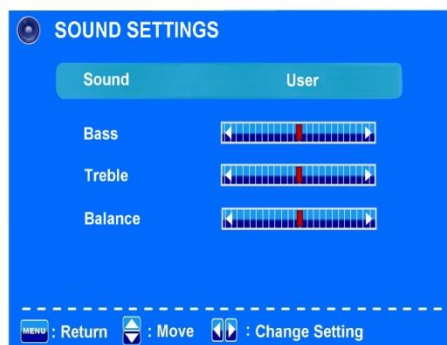 SOUND SETTINGS
Sound User
Bass
Treble
Balance
MENU : Return : Move : Change Setting